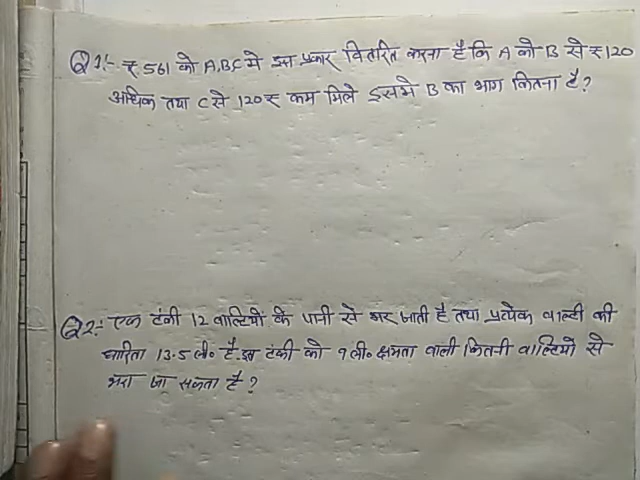 Q1:- ₹561 को A,B,C में इस प्रकार वितरित करना है कि A को B से ₹120
अधिक तथा C से 120₹ कम मिले इसमे B का भाग कितना है?
Q2:- एक टंकी 12 बाल्टियों के पानी से भर जाती है तथा प्रत्येक बाल्टी की
धारिता 13.5 ली० है. इस टंकी को 9 ली० क्षमता वाली कितनी बाल्टियो से
भरा जा सकता है?